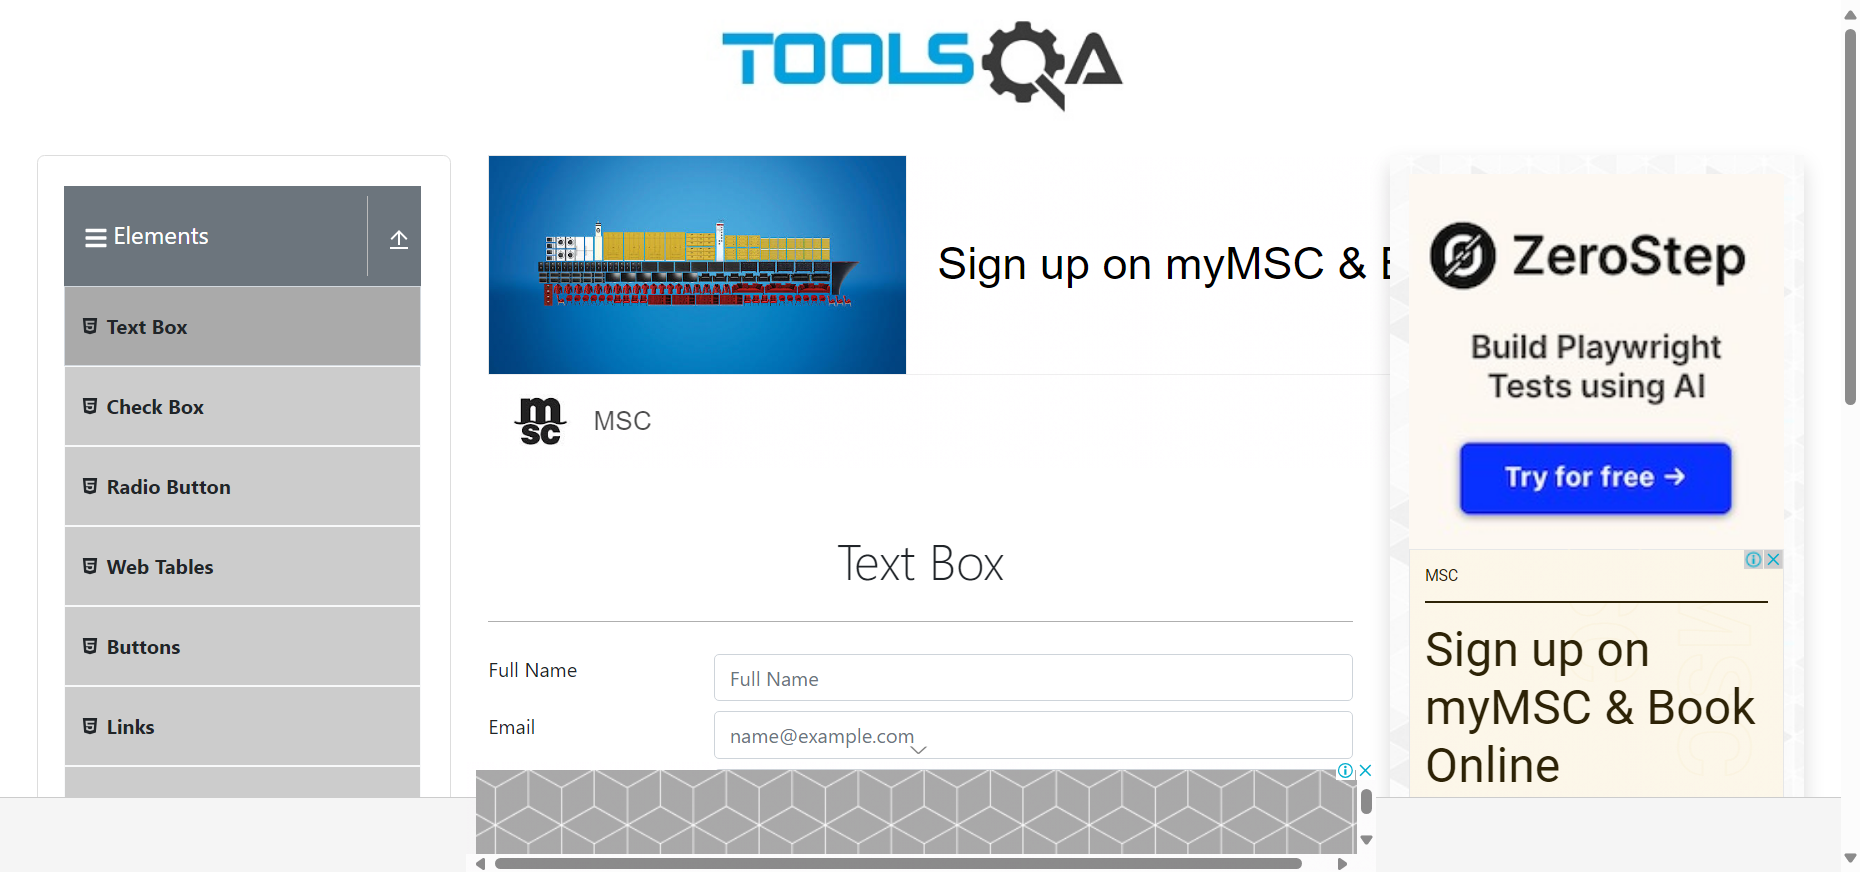 TOOLSQA
Elements
Text Box
Check Box
Radio Button
Web Tables
Buttons
Links
Sign up on myMSC &
msc
MSC
Text Box
Full Name
Full Name
Email
name@example.com
ZeroStep
Build Playwright
Tests using AI
Try for free →
MSC
Sign up on
myMSC & Book
Online